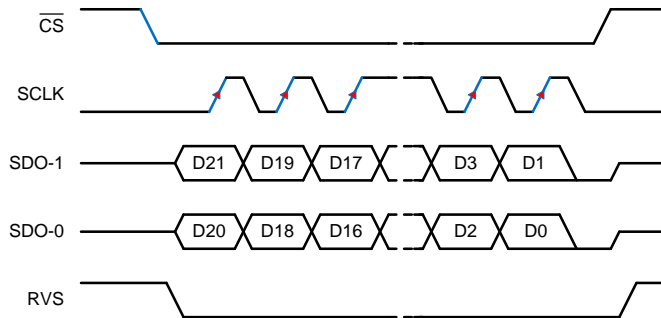 CS
SCLK
SDO-1 D21 D19 D17 D3 D1
SDO-0 D20 D18 D16 D2 D0
RVS